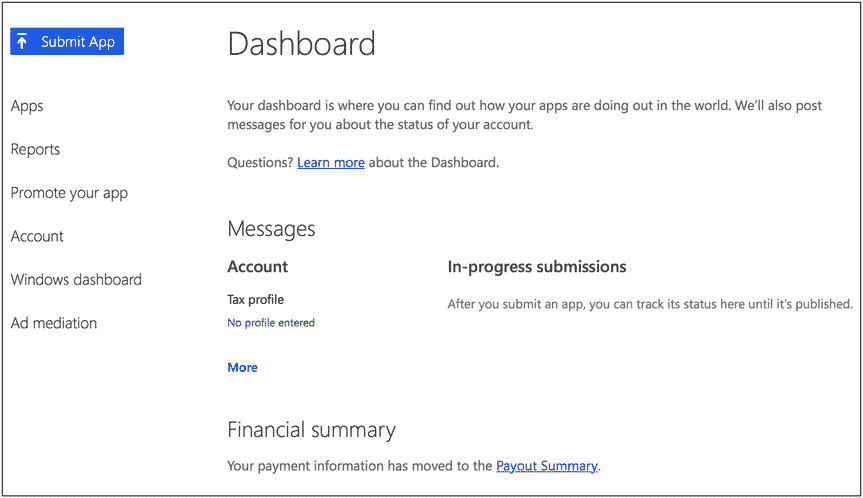 Submit App
Apps
Reports
Promote your app
Account
Windows dashboard
Ad mediation
Dashboard
Your dashboard is where you can find out how your apps are doing out in the world. We'll also post
messages for you about the status of your account.
Questions? Learn more about the Dashboard.
Messages
Account
Tax profile
No profile entered
More
In-progress submissions
After you submit an app, you can track its status here until it's published.
Financial summary
Your payment information has moved to the Payout Summary.